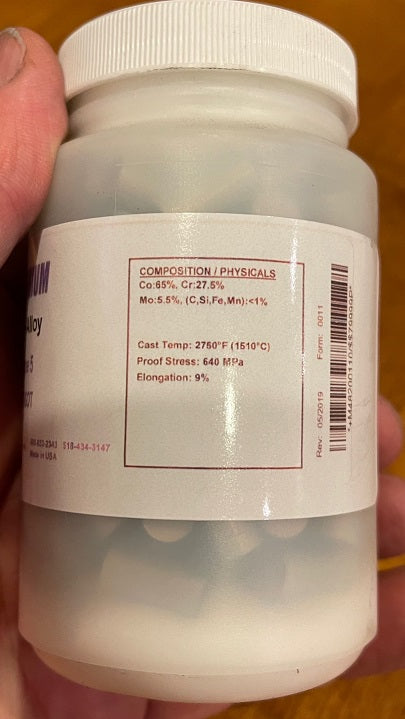 Alloy
5
COMPOSITION / PHYSICALS
Co:65%, Cr:27.5%
Mo:5.5%, (C,Si,Fe,Mn):<1%
Cast Temp: 2750°F (1510°C)
Proof Stress: 640 MPa
Elongation: 9%
518-434-3147
Made in USA
Rev: 05/2019 Form: 0011